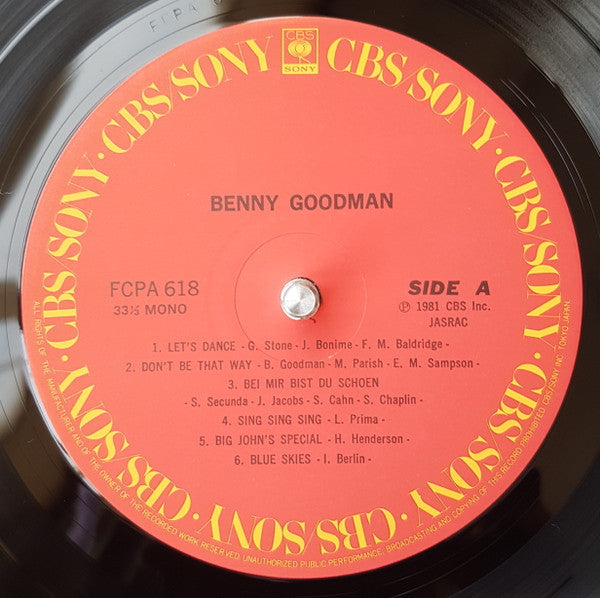 FCPA 6
CBS
SONY
CBS/SONY · CBS/SONY · CBS/SONY · CBS/SONY · CBS/SONY · CBS/SONY · CBS/SONY · CBS/SONY
BENNY GOODMAN
FCPA 618
33⅓ MONO
SIDE A
℗ 1981 CBS Inc.
JASRAC
1. LET'S DANCE - G. Stone - J. Bonime - F. M. Baldridge -
2. DON'T BE THAT WAY - B. Goodman - M. Parish - E. M. Sampson -
3. BEI MIR BIST DU SCHOEN
- S. Secunda - J. Jacobs - S. Cahn - S. Chaplin -
4. SING SING SING - L. Prima -
5. BIG JOHN'S SPECIAL - H. Henderson -
6. BLUE SKIES - I. Berlin -
ALL RIGHTS OF THE MANUFACTURER AND OF THE OWNER OF THE RECORDED WORK RESERVED. UNAUTHORIZED PUBLIC PERFORMANCE, BROADCASTING AND COPYING OF THIS RECORD PROHIBITED CBS/SONY INC. TOKYO JAPAN.